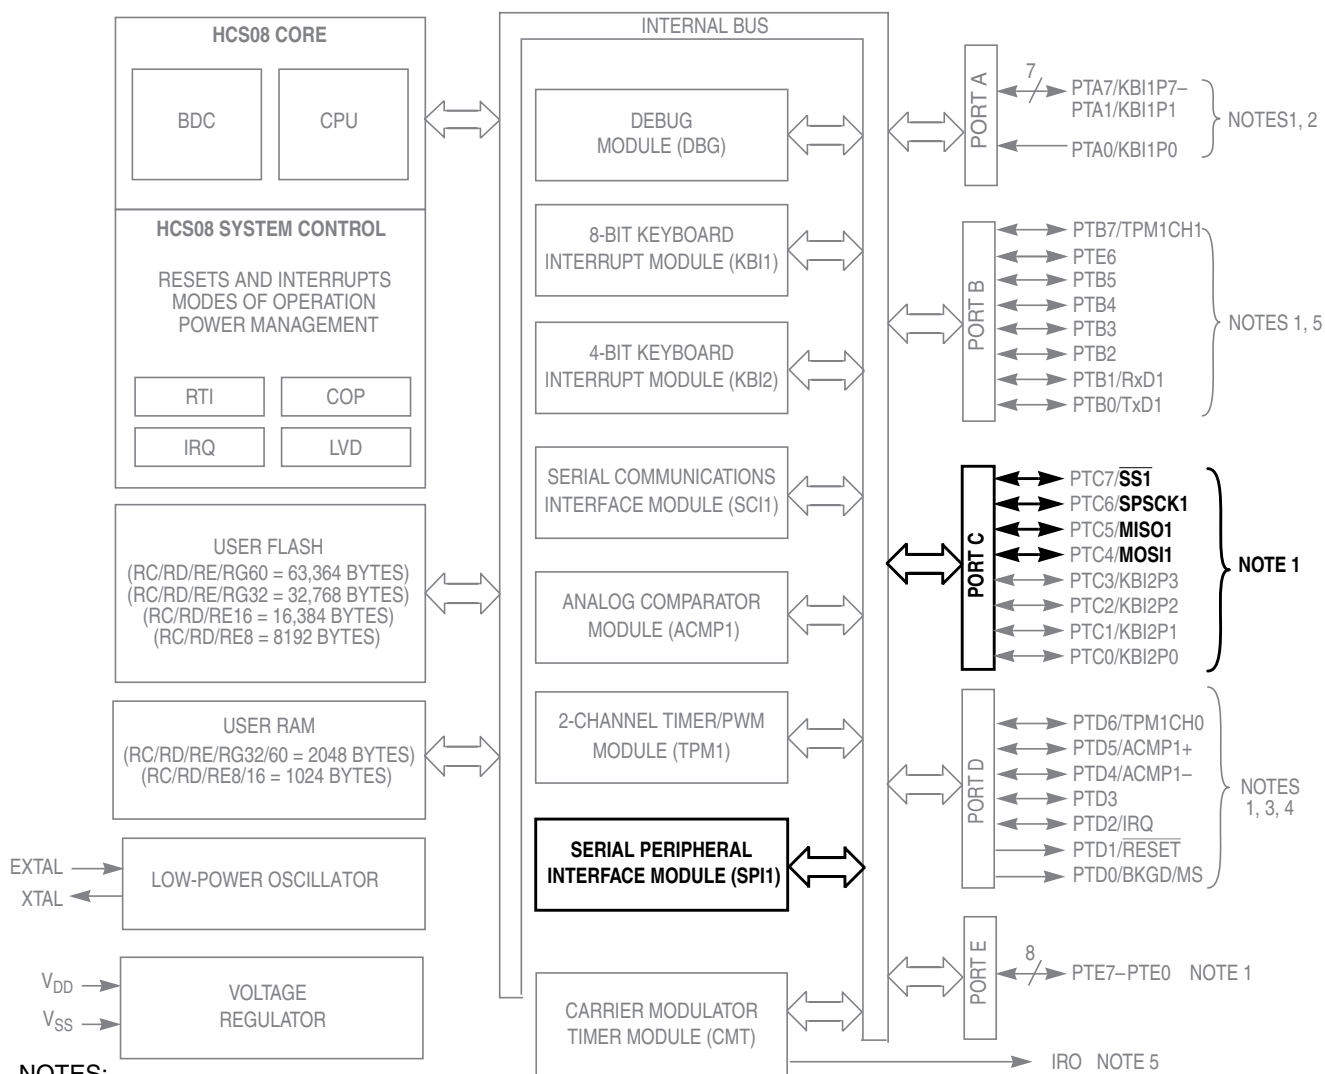 HCS08 CORE
BDC
CPU
HCS08 SYSTEM CONTROL
RESETS AND INTERRUPTS
MODES OF OPERATION
POWER MANAGEMENT
RTI
COP
IRQ
LVD
USER FLASH
(RC/RD/RE/RG60 = 63,364 BYTES)
(RC/RD/RE/RG32 = 32,768 BYTES)
(RC/RD/RE16 = 16,384 BYTES)
(RC/RD/RE8 = 8192 BYTES)
USER RAM
(RC/RD/RE/RG32/60 = 2048 BYTES)
(RC/RD/RE8/16 = 1024 BYTES)
EXTAL
XTAL
LOW-POWER OSCILLATOR
VDD
VSS
VOLTAGE
REGULATOR
NOTES:
INTERNAL BUS
DEBUG
MODULE (DBG)
8-BIT KEYBOARD
INTERRUPT MODULE (KBI1)
4-BIT KEYBOARD
INTERRUPT MODULE (KBI2)
SERIAL COMMUNICATIONS
INTERFACE MODULE (SCI1)
ANALOG COMPARATOR
MODULE (ACMP1)
2-CHANNEL TIMER/PWM
MODULE (TPM1)
SERIAL PERIPHERAL
INTERFACE MODULE (SPI1)
CARRIER MODULATOR
TIMER MODULE (CMT)
PORT A
7
PTA7/KBI1P7–
PTA1/KBI1P1
PTA0/KBI1P0
NOTES1, 2
PORT B
PTB7/TPM1CH1
PTE6
PTB5
PTB4
PTB3
PTB2
PTB1/RxD1
PTB0/TxD1
NOTES 1, 5
PORT C
PTC7/SS1
PTC6/SPSCK1
PTC5/MISO1
PTC4/MOSI1
PTC3/KBI2P3
PTC2/KBI2P2
PTC1/KBI2P1
PTC0/KBI2P0
NOTE 1
PORT D
PTD6/TPM1CH0
PTD5/ACMP1+
PTD4/ACMP1–
PTD3
PTD2/IRQ
PTD1/RESET
PTD0/BKGD/MS
NOTES
1, 3, 4
PORT E
8
PTE7–PTE0 NOTE 1
IRO NOTE 5